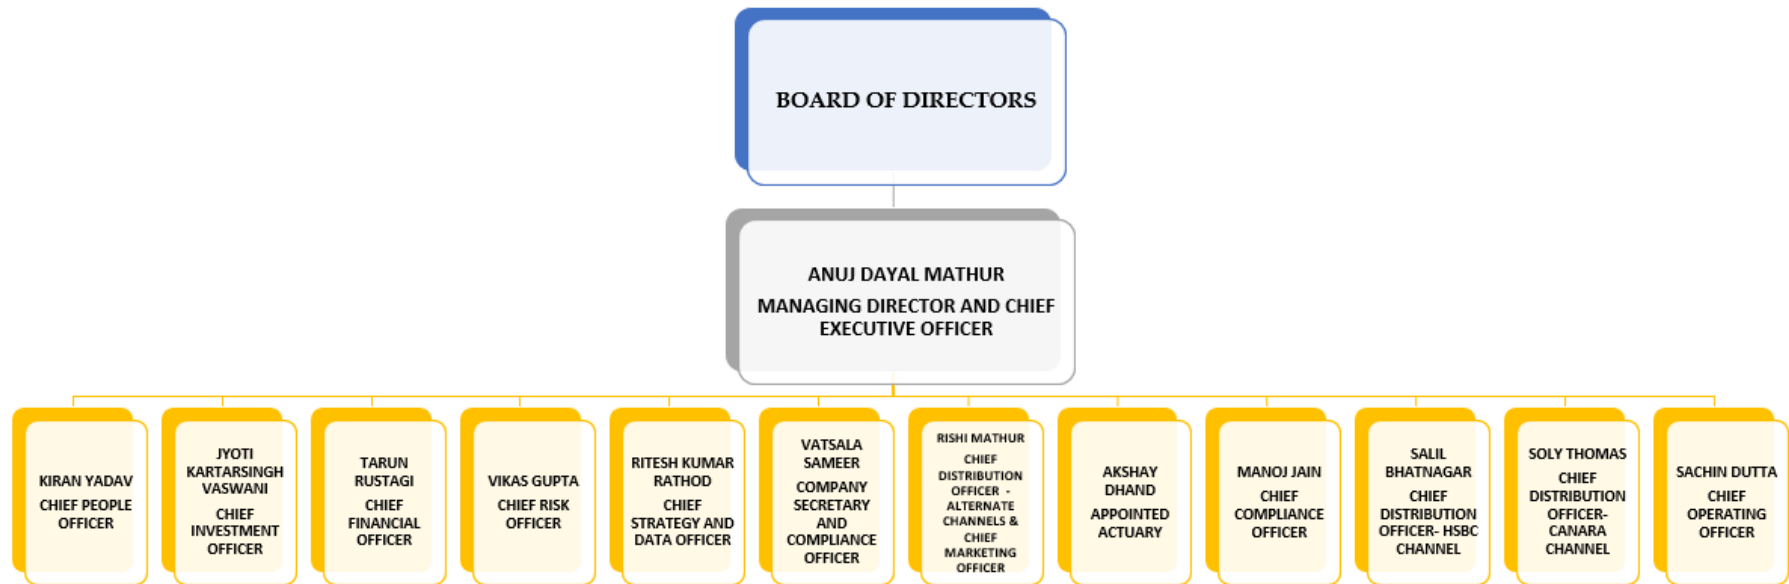 BOARD OF DIRECTORS
ANUJ DAYAL MATHUR
MANAGING DIRECTOR AND CHIEF
EXECUTIVE OFFICER
KIRAN YADAV
CHIEF PEOPLE
OFFICER
JYOTI
KARTARSINGH
VASWANI
CHIEF
INVESTMENT
OFFICER
TARUN
RUSTAGI
CHIEF
FINANCIAL
OFFICER
VIKAS GUPTA
CHIEF RISK
OFFICER
RITESH KUMAR
RATHOD
CHIEF
STRATEGY AND
DATA OFFICER
VATSALA
SAMEER
COMPANY
SECRETARY
AND
COMPLIANCE
OFFICER
RISHI MATHUR
CHIEF
DISTRIBUTION
OFFICER -
ALTERNATE
CHANNELS &
CHIEF
MARKETING
OFFICER
AKSHAY
DHAND
APPOINTED
ACTUARY
MANOJ JAIN
CHIEF
COMPLIANCE
OFFICER
SALIL
BHATNAGAR
CHIEF
DISTRIBUTION
OFFICER- HSBC
CHANNEL
SOLY THOMAS
CHIEF
DISTRIBUTION
OFFICER-
CANARA
CHANNEL
SACHIN DUTTA
CHIEF
OPERATING
OFFICER